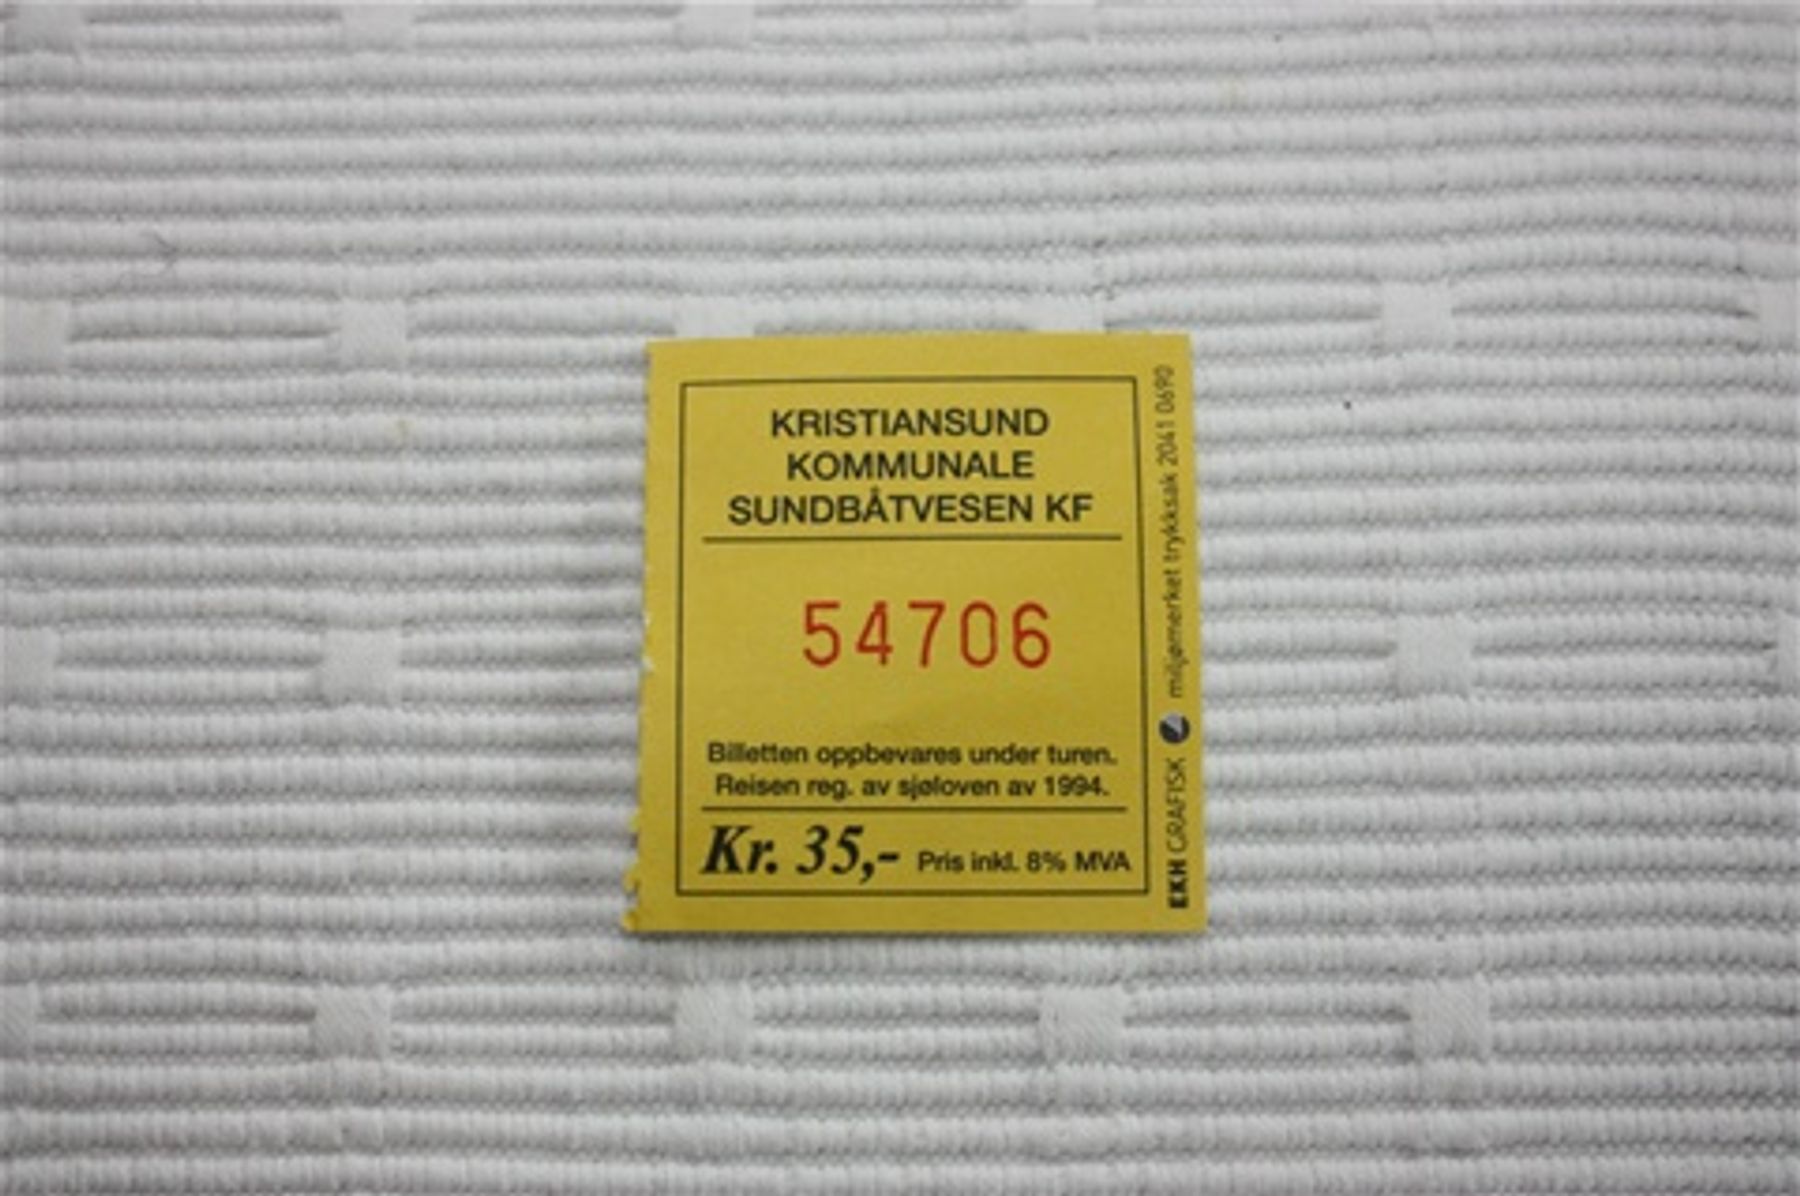 KRISTIANSUND
KOMMUNALE
SUNDBÅTVESEN KF
54706
Billetten oppbevares under turen.
Reisen reg. av sjøloven av 1994.
Kr. 35,- Pris inkl. 8% MVA
EKH GRAFISK miljømerket trykksak 2041 0690